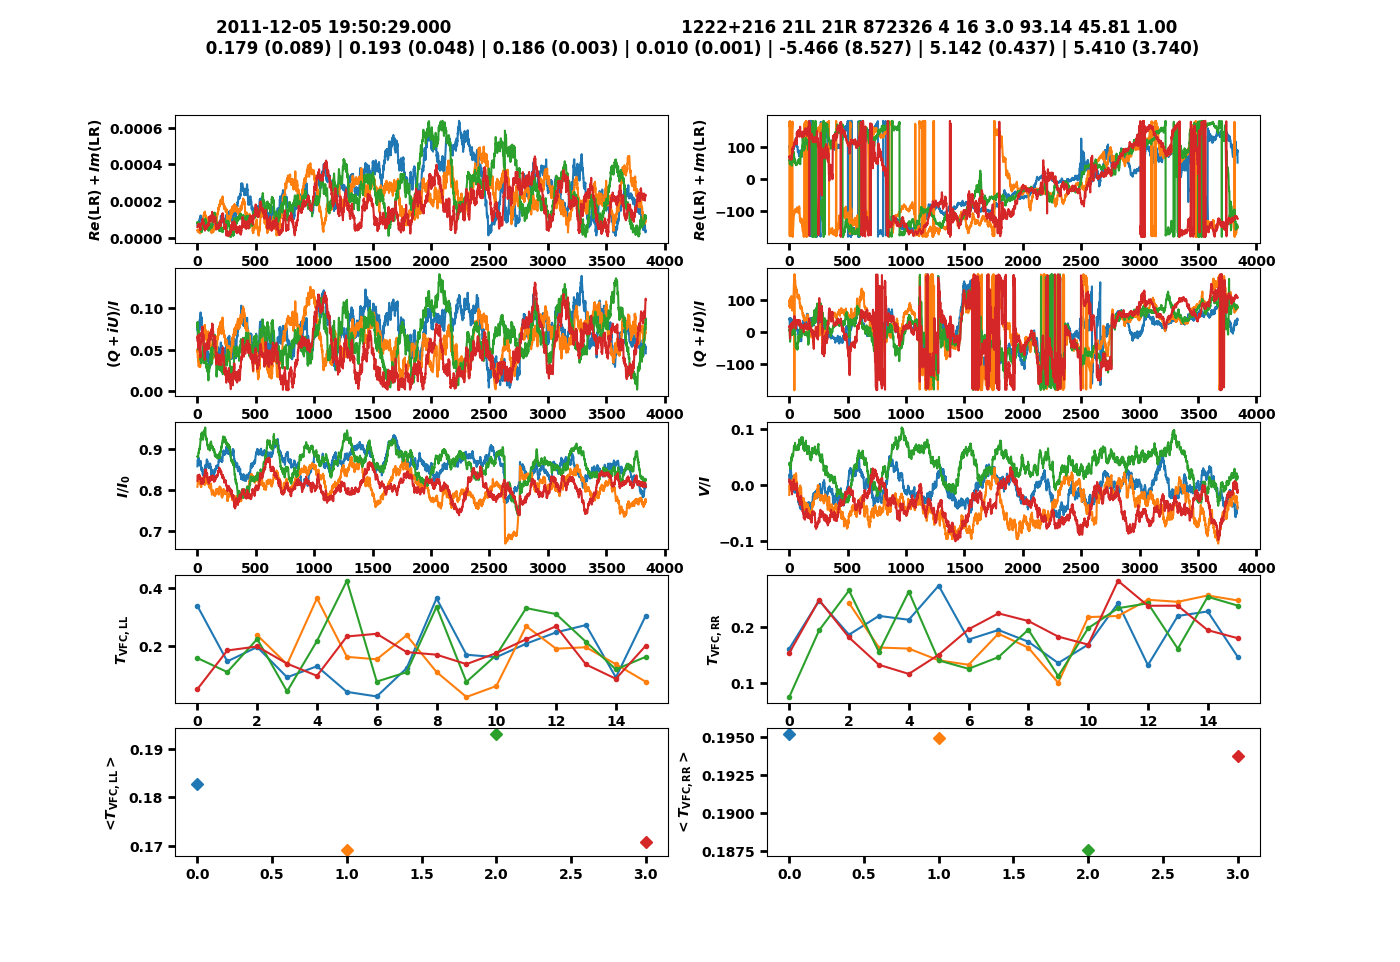 2011-12-05 19:50:29.000 1222+216 21L 21R 872326 4 16 3.0 93.14 45.81 1.00
0.179 (0.089) | 0.193 (0.048) | 0.186 (0.003) | 0.010 (0.001) | -5.466 (8.527) | 5.142 (0.437) | 5.410 (3.740)
Re(LR) + Im(LR)
0.0006
0.0004
0.0002
0.0000
0 500 1000 1500 2000 2500 3000 3500 4000
Re(LR) + Im(LR)
100
0
−100
0 500 1000 1500 2000 2500 3000 3500 4000
(Q + iU)/I
0.10
0.05
0.00
0 500 1000 1500 2000 2500 3000 3500 4000
(Q + iU)/I
100
0
−100
0 500 1000 1500 2000 2500 3000 3500 4000
I/I0
0.9
0.8
0.7
0 500 1000 1500 2000 2500 3000 3500 4000
V/I
0.1
0.0
−0.1
0 500 1000 1500 2000 2500 3000 3500 4000
TVFC, LL
0.4
0.2
0 2 4 6 8 10 12 14
TVFC, RR
0.2
0.1
0 2 4 6 8 10 12 14
<TVFC, LL >
0.19
0.18
0.17
0.0 0.5 1.0 1.5 2.0 2.5 3.0
< TVFC, RR >
0.1950
0.1925
0.1900
0.1875
0.0 0.5 1.0 1.5 2.0 2.5 3.0